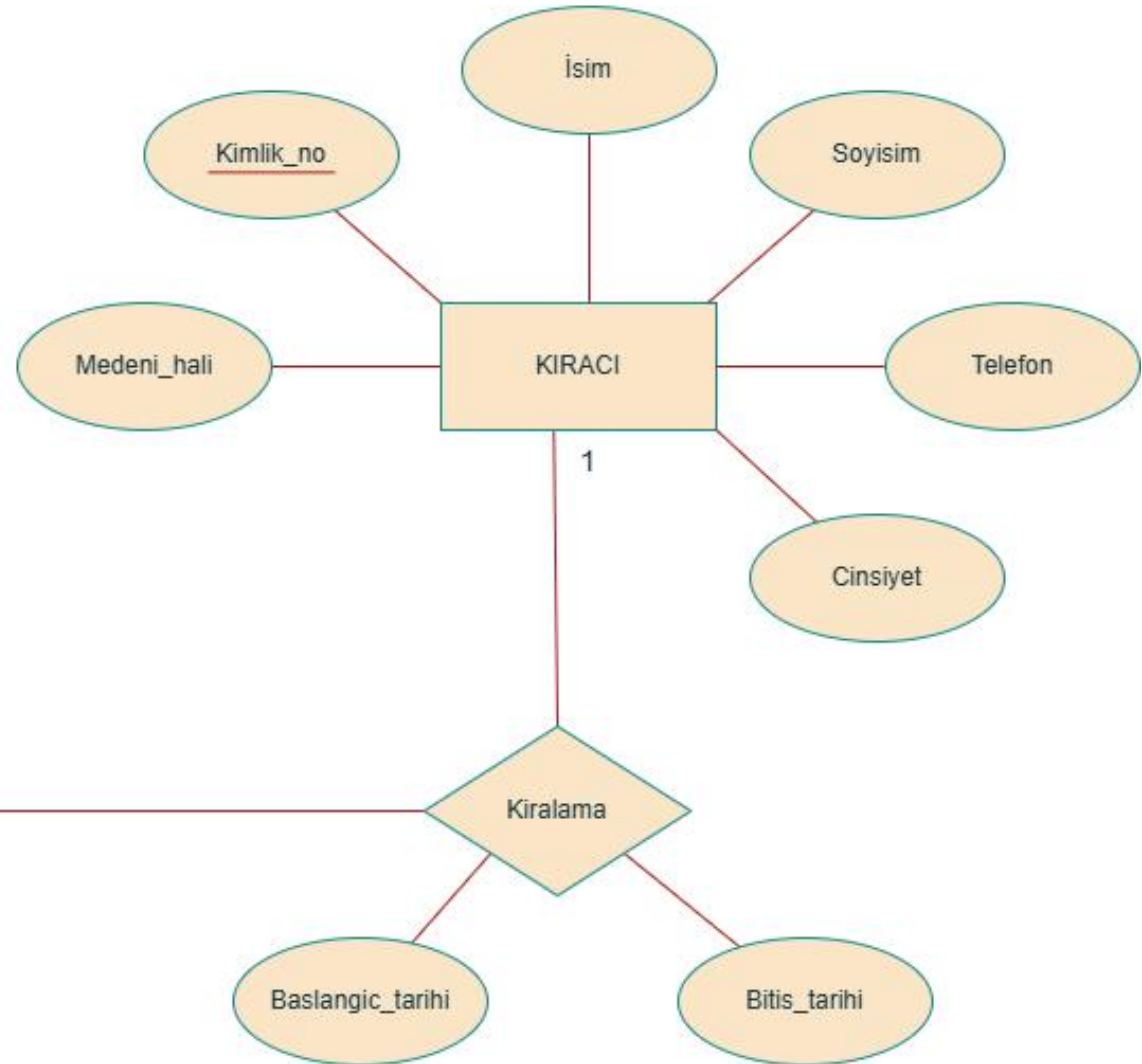 İsim
Kimlik_no
Soyisim
Medeni_hali
KIRACI
Telefon
1
Cinsiyet
Kiralama
Baslangic_tarihi
Bitis_tarihi